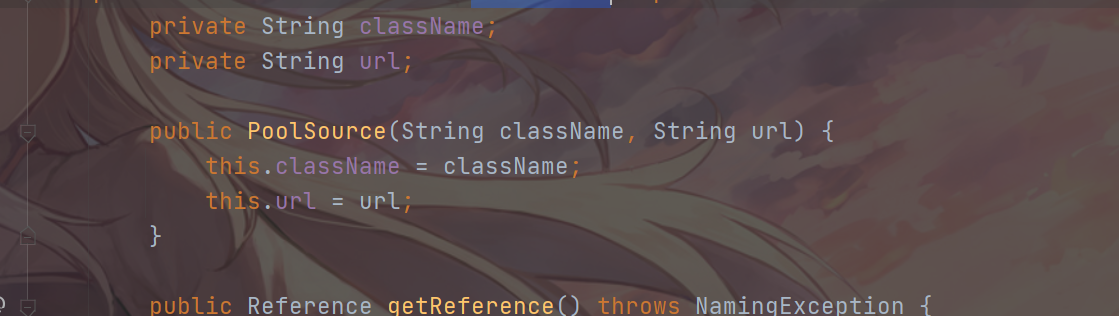 private String className;
private String url;
public PoolSource(String className, String url) {
this.className = className;
this.url = url;
}
public Reference getReference() throws NamingException {